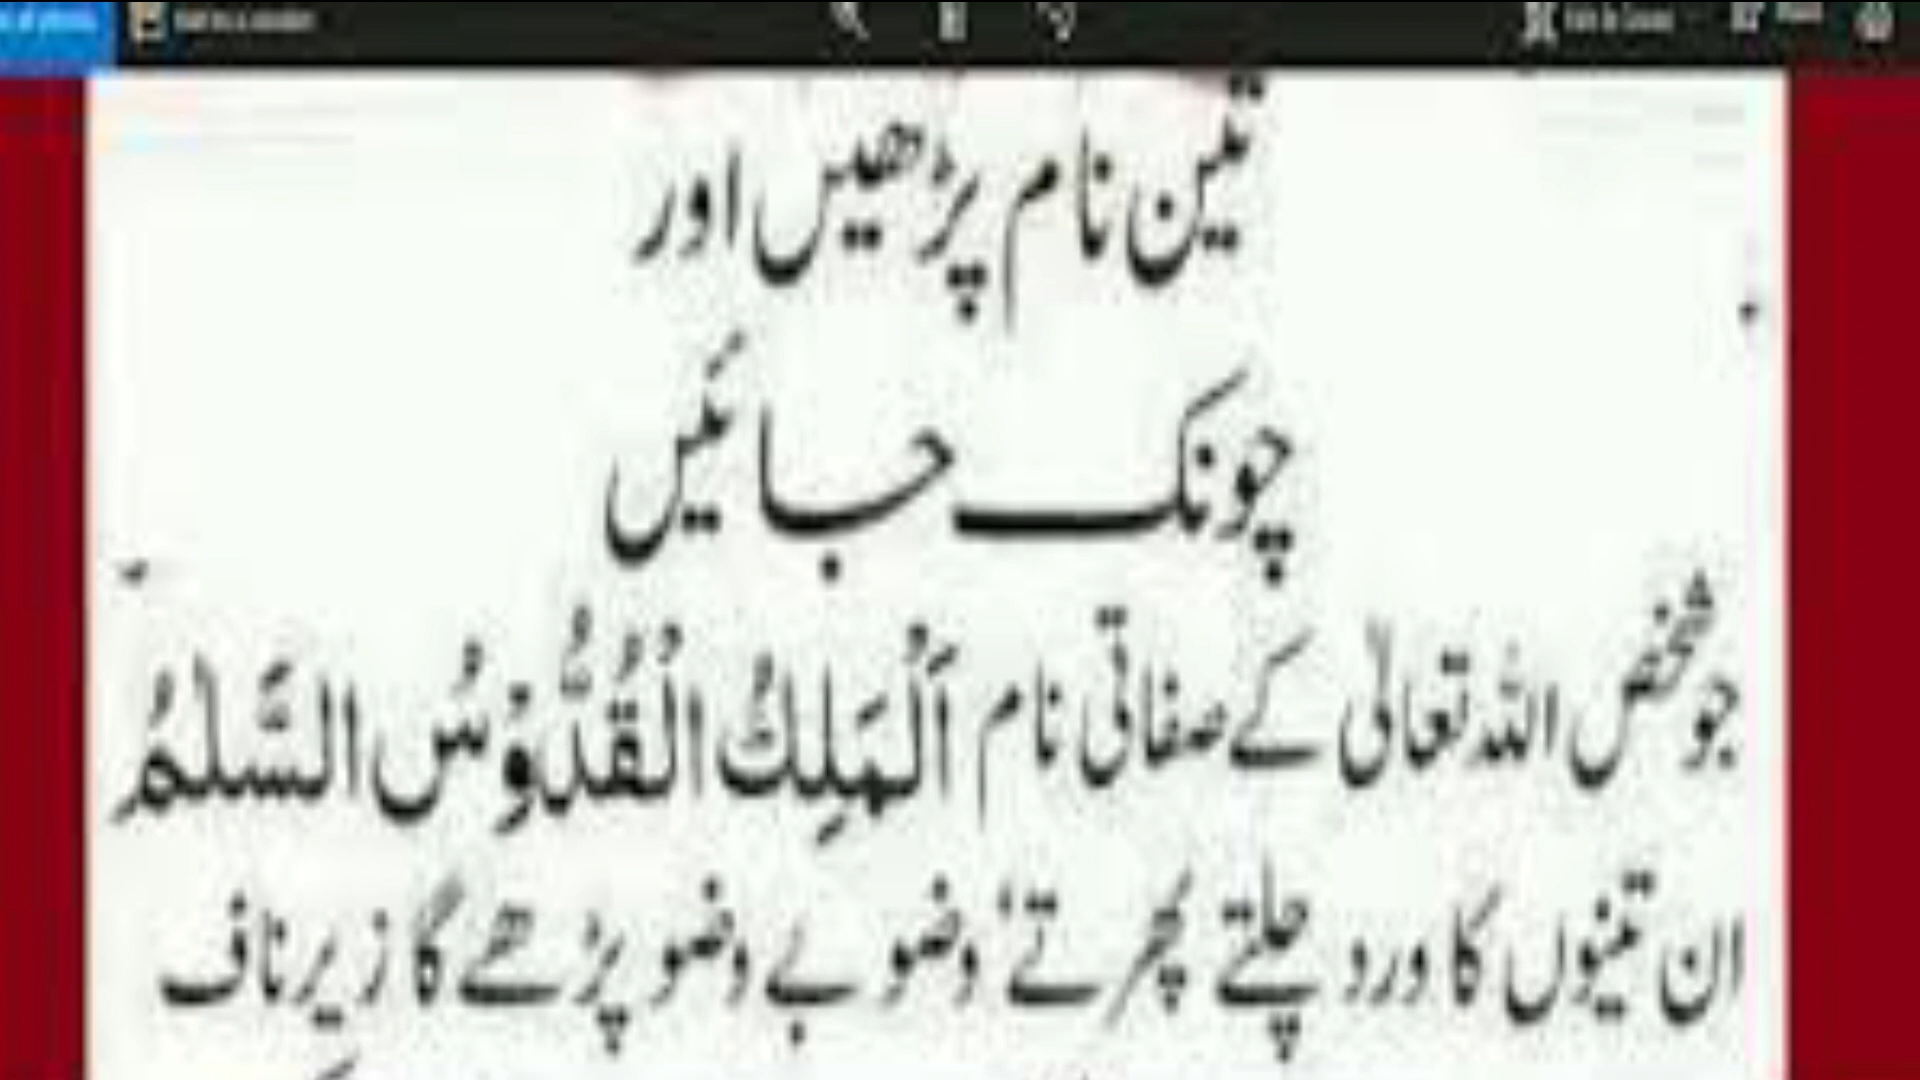 تین نام پڑھیں اور
چونک جائیں
جو شخص اللہ تعالیٰ کے صفاتی نام اَلْمَلِكُ الْقُدُّوْسُ السَّلٰمُ
ان تینوں کا ورد چلتے پھرتے، وضو بے وضو پڑھے گا زیر ناف